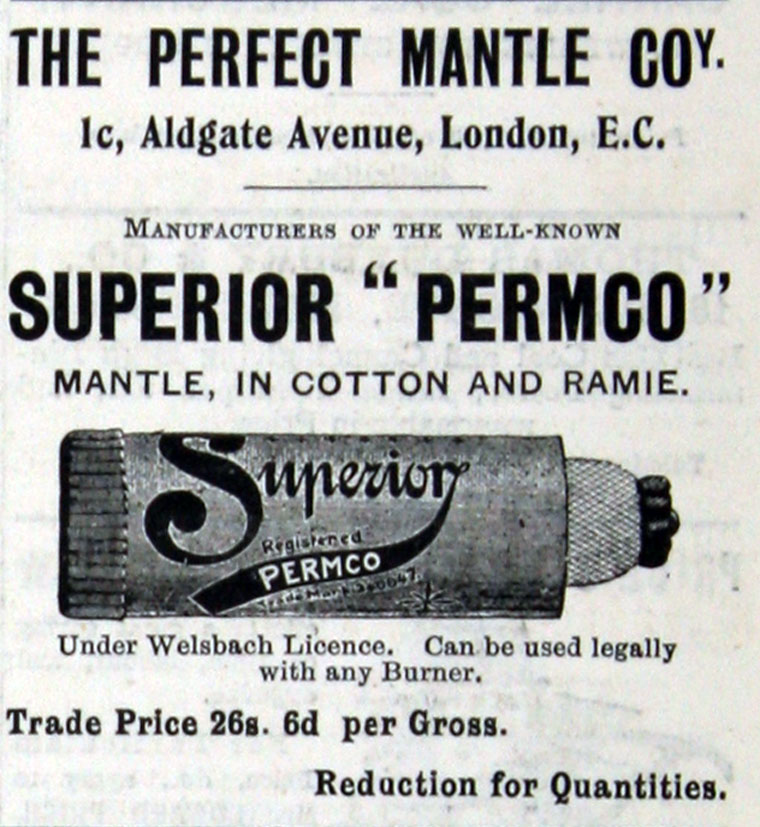 THE PERFECT MANTLE COY.
1c, Aldgate Avenue, London, E.C.
MANUFACTURERS OF THE WELL-KNOWN
SUPERIOR "PERMCO"
MANTLE, IN COTTON AND RAMIE.
Superior
Registered
PERMCO
Trade Mark
Under Welsbach Licence. Can be used legally
with any Burner.
Trade Price 26s. 6d per Gross.
Reduction for Quantities.